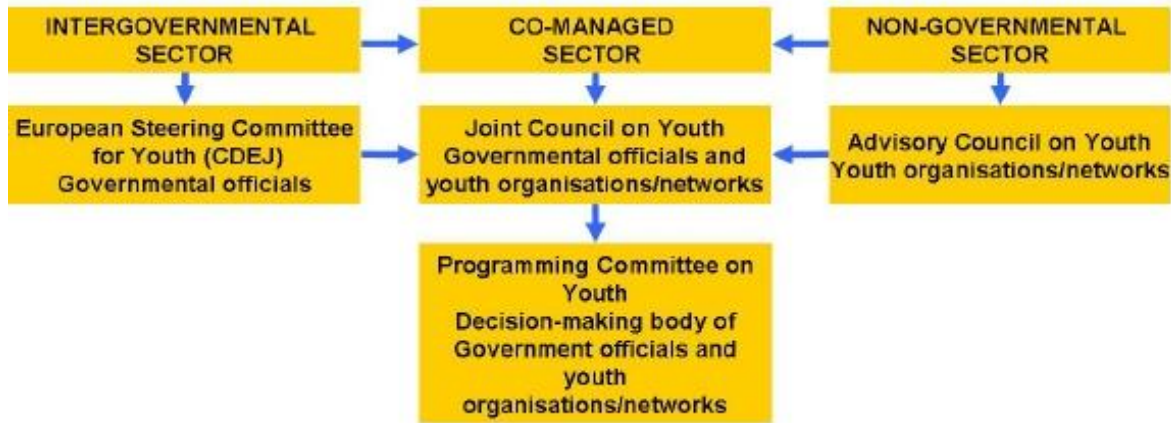 INTERGOVERNMENTAL
SECTOR
CO-MANAGED
SECTOR
NON-GOVERNMENTAL
SECTOR
European Steering Committee
for Youth (CDEJ)
Governmental officials
Joint Council on Youth
Governmental officials and
youth organisations/networks
Advisory Council on Youth
Youth organisations/networks
Programming Committee on
Youth
Decision-making body of
Government officials and
youth
organisations/networks